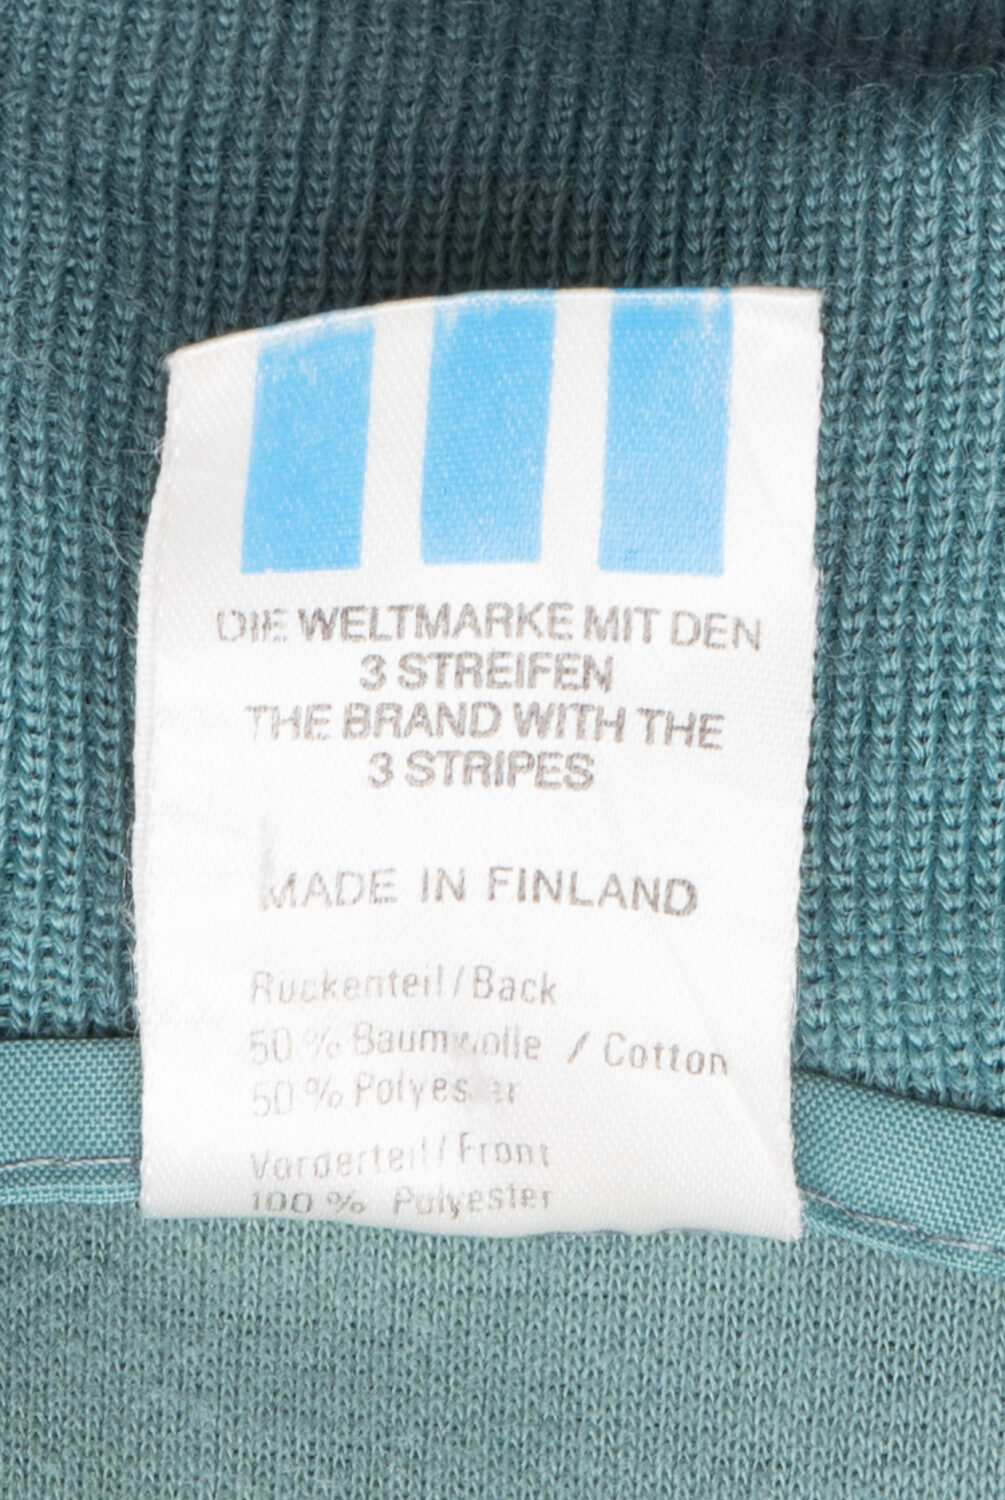 DIE WELTMARKE MIT DEN
3 STREIFEN
THE BRAND WITH THE
3 STRIPES
MADE IN FINLAND
Rückenteil/Back
50 % Baumwolle / Cotton
50 % Polyester
Vorderteil/Front
100 % Polyester